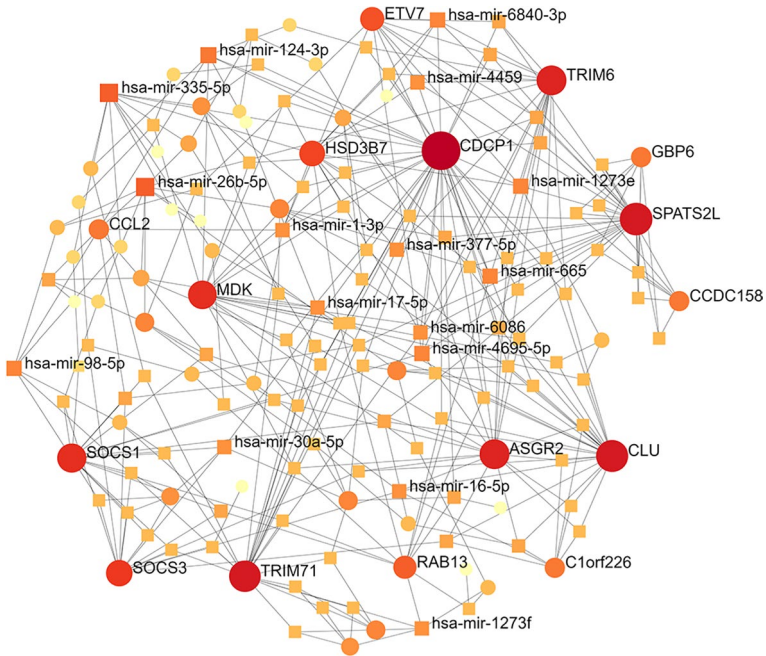 ETV7
hsa-mir-6840-3p
hsa-mir-124-3p
hsa-mir-4459
TRIM6
hsa-mir-335-5p
HSD3B7
CDCP1
GBP6
hsa-mir-26b-5p
hsa-mir-1273e
SPATS2L
CCL2
hsa-mir-1-3p
hsa-mir-377-5p
hsa-mir-665
MDK
CCDC158
hsa-mir-17-5p
hsa-mir-6086
hsa-mir-4695-5p
hsa-mir-98-5p
hsa-mir-30a-5p
SOCS1
ASGR2
CLU
hsa-mir-16-5p
SOCS3
TRIM71
RAB13
C1orf226
hsa-mir-1273f